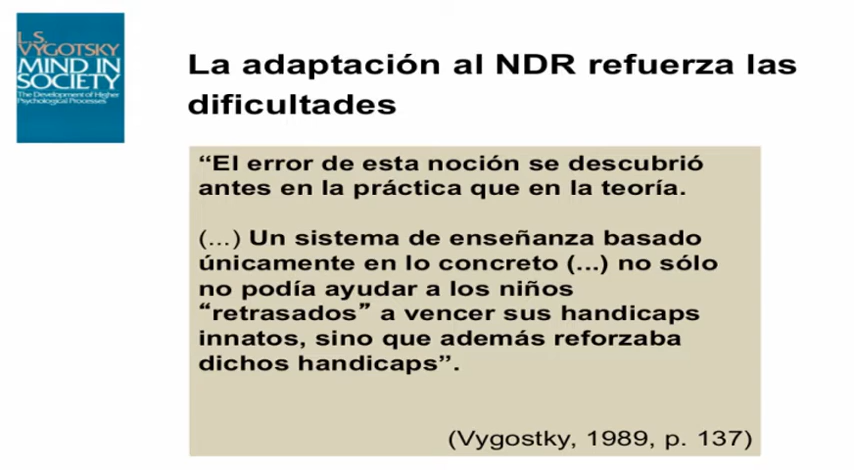 L.S.
VYGOTSKY
MIND IN
SOCIETY
The Development of Higher
Psychological Processes
La adaptación al NDR refuerza las
dificultades
“El error de esta noción se descubrió
antes en la práctica que en la teoría.
(...) Un sistema de enseñanza basado
únicamente en lo concreto (...) no sólo
no podía ayudar a los niños
“retrasados” a vencer sus handicaps
innatos, sino que además reforzaba
dichos handicaps”.
(Vygostky, 1989, p. 137)